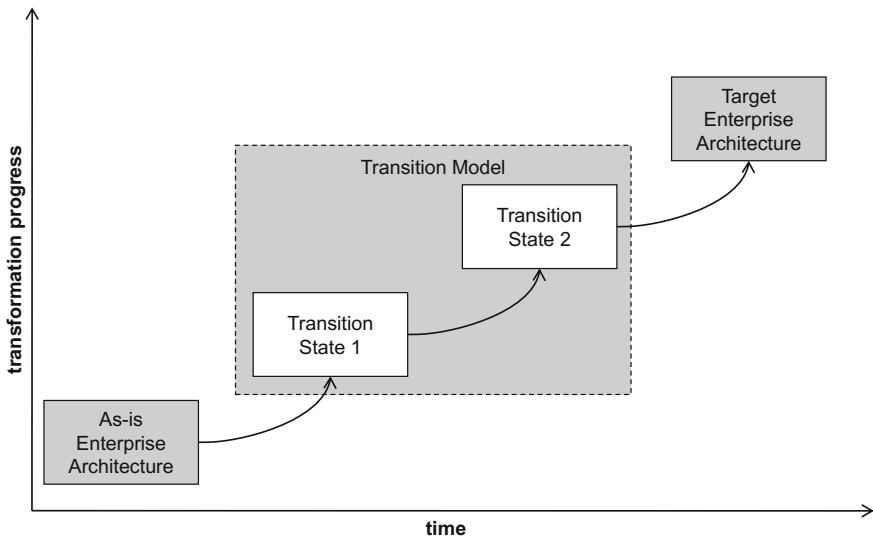 Target
Enterprise
Architecture
Transition Model
Transition
State 2
Transition
State 1
As-is
Enterprise
Architecture
transformation progress
time